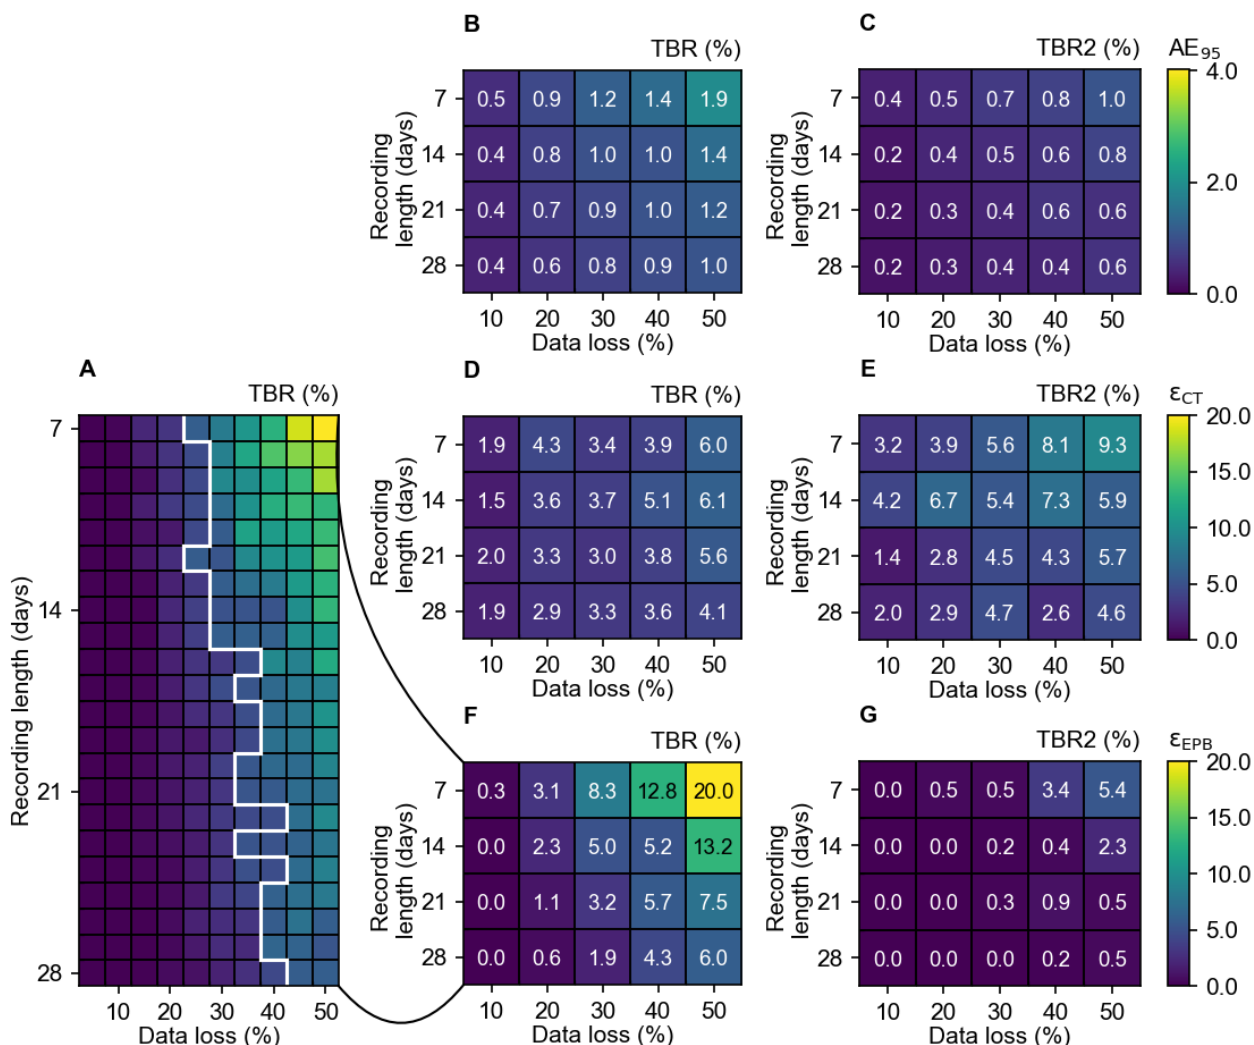 B
TBR (%)
7 0.5 0.9 1.2 1.4 1.9
14 0.4 0.8 1.0 1.0 1.4
21 0.4 0.7 0.9 1.0 1.2
28 0.4 0.6 0.8 0.9 1.0
10 20 30 40 50
Data loss (%)
Recording
length (days)
C
TBR2 (%)
7 0.4 0.5 0.7 0.8 1.0
14 0.2 0.4 0.5 0.6 0.8
21 0.2 0.3 0.4 0.6 0.6
28 0.2 0.3 0.4 0.4 0.6
10 20 30 40 50
Data loss (%)
Recording
length (days)
AE95
4.0
2.0
0.0
A
TBR (%)
7
14
21
28
10 20 30 40 50
Data loss (%)
Recording length (days)
D
TBR (%)
7 1.9 4.3 3.4 3.9 6.0
14 1.5 3.6 3.7 5.1 6.1
21 2.0 3.3 3.0 3.8 5.6
28 1.9 2.9 3.3 3.6 4.1
10 20 30 40 50
Data loss (%)
Recording
length (days)
E
TBR2 (%)
7 3.2 3.9 5.6 8.1 9.3
14 4.2 6.7 5.4 7.3 5.9
21 1.4 2.8 4.5 4.3 5.7
28 2.0 2.9 4.7 2.6 4.6
10 20 30 40 50
Data loss (%)
Recording
length (days)
εCT
20.0
15.0
10.0
5.0
0.0
F
TBR (%)
7 0.3 3.1 8.3 12.8 20.0
14 0.0 2.3 5.0 5.2 13.2
21 0.0 1.1 3.2 5.7 7.5
28 0.0 0.6 1.9 4.3 6.0
10 20 30 40 50
Data loss (%)
Recording
length (days)
G
TBR2 (%)
7 0.0 0.5 0.5 3.4 5.4
14 0.0 0.0 0.2 0.4 2.3
21 0.0 0.0 0.3 0.9 0.5
28 0.0 0.0 0.0 0.2 0.5
10 20 30 40 50
Data loss (%)
Recording
length (days)
εEPB
20.0
15.0
10.0
5.0
0.0